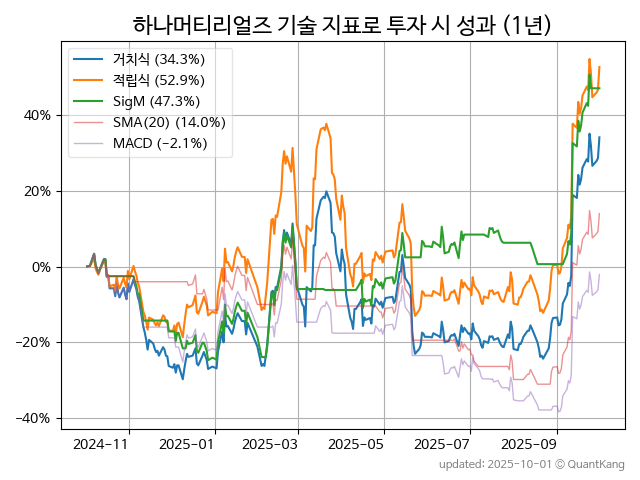 하나머티리얼즈 기술 지표로 투자 시 성과 (1년)
거치식 (34.3%)
적립식 (52.9%)
SigM (47.3%)
SMA(20) (14.0%)
MACD (−2.1%)
40%
20%
0%
−20%
−40%
2024-11
2025-01
2025-03
2025-05
2025-07
2025-09
updated: 2025-10-01 © QuantKang